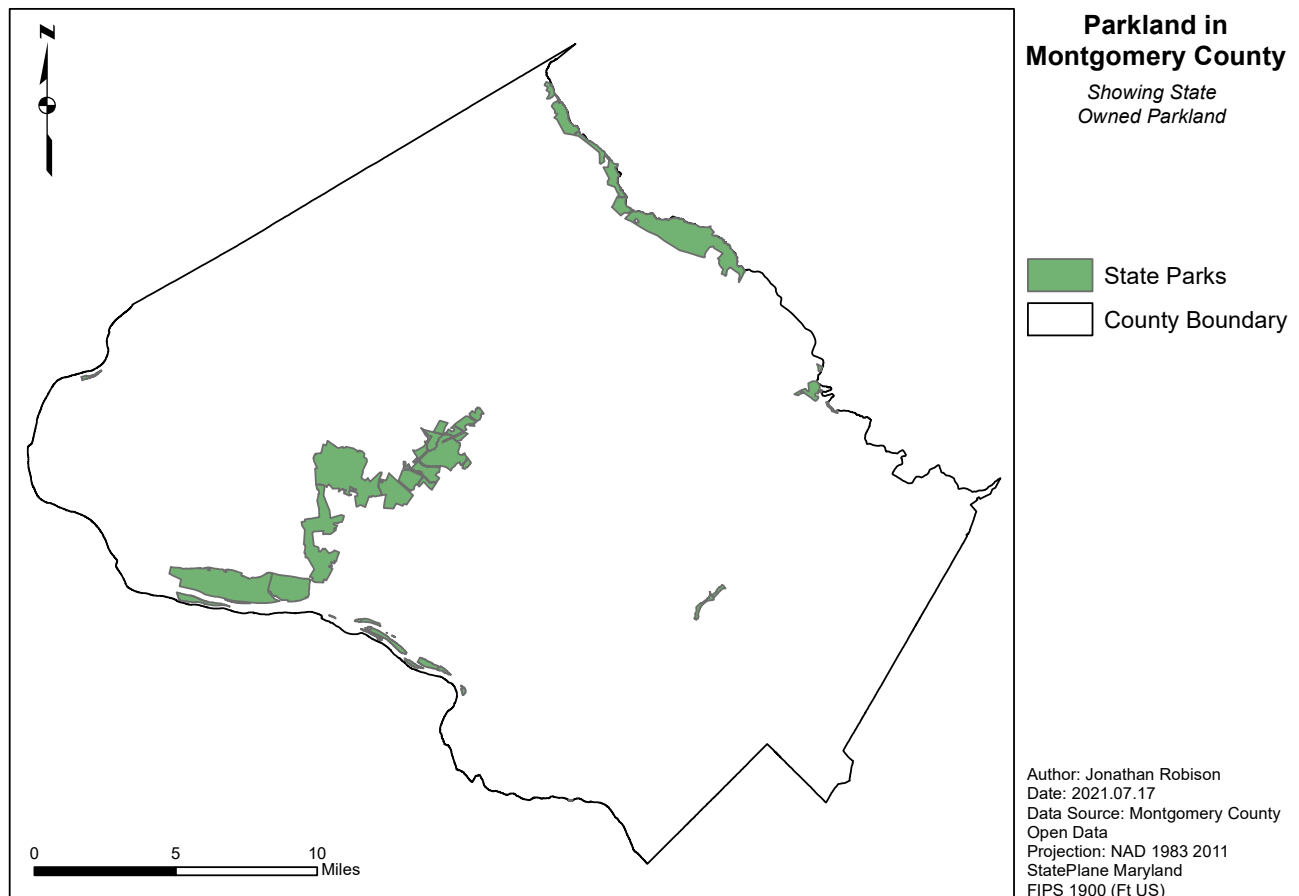 Parkland in
Montgomery County
Showing State
Owned Parkland
N
State Parks
County Boundary
0 5 10
Miles
Author: Jonathan Robison
Date: 2021.07.17
Data Source: Montgomery County
Open Data
Projection: NAD 1983 2011
StatePlane Maryland
FIPS 1900 (Ft US)